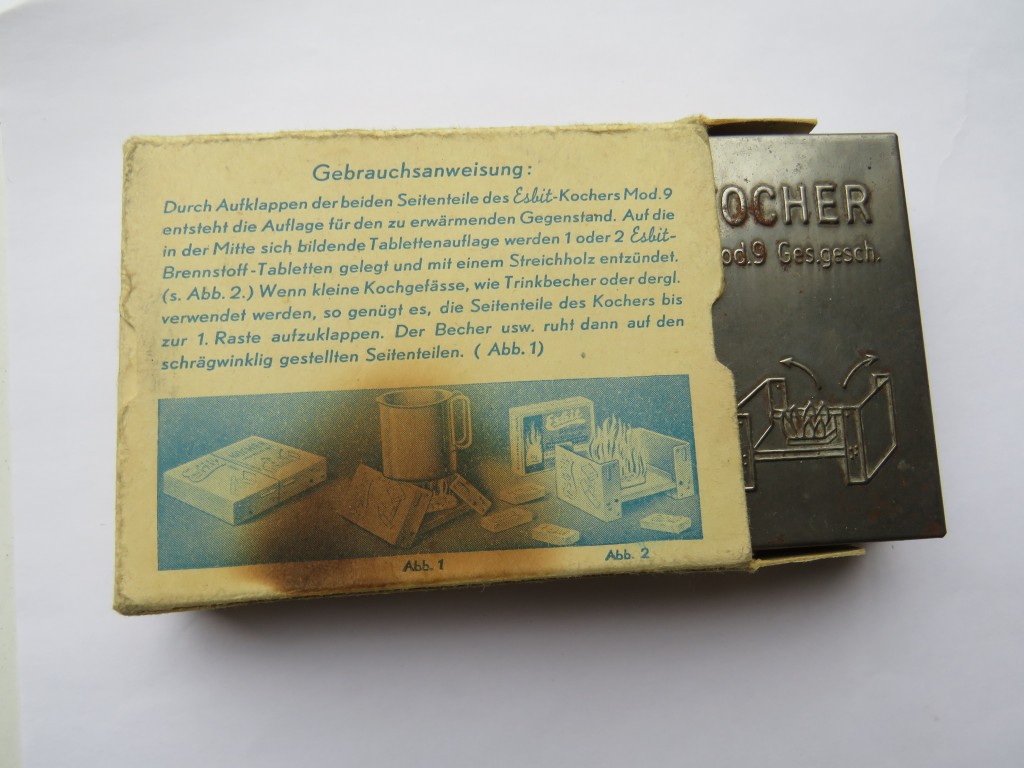 Gebrauchsanweisung:
Durch Aufklappen der beiden Seitenteile des Esbit-Kochers Mod. 9
entsteht die Auflage für den zu erwärmenden Gegenstand. Auf die
in der Mitte sich bildende Tablettenauflage werden 1 oder 2 Esbit-
Brennstoff-Tabletten gelegt und mit einem Streichholz entzündet.
(s. Abb. 2.) Wenn kleine Kochgefässe, wie Trinkbecher oder dergl.
verwendet werden, so genügt es, die Seitenteile des Kochers bis
zur 1. Raste aufzuklappen. Der Becher usw. ruht dann auf den
schrägwinklig gestellten Seitenteilen. ( Abb. 1)
Esbit
Abb. 1
Abb. 2
OCHER
od.9 Ges.gesch.